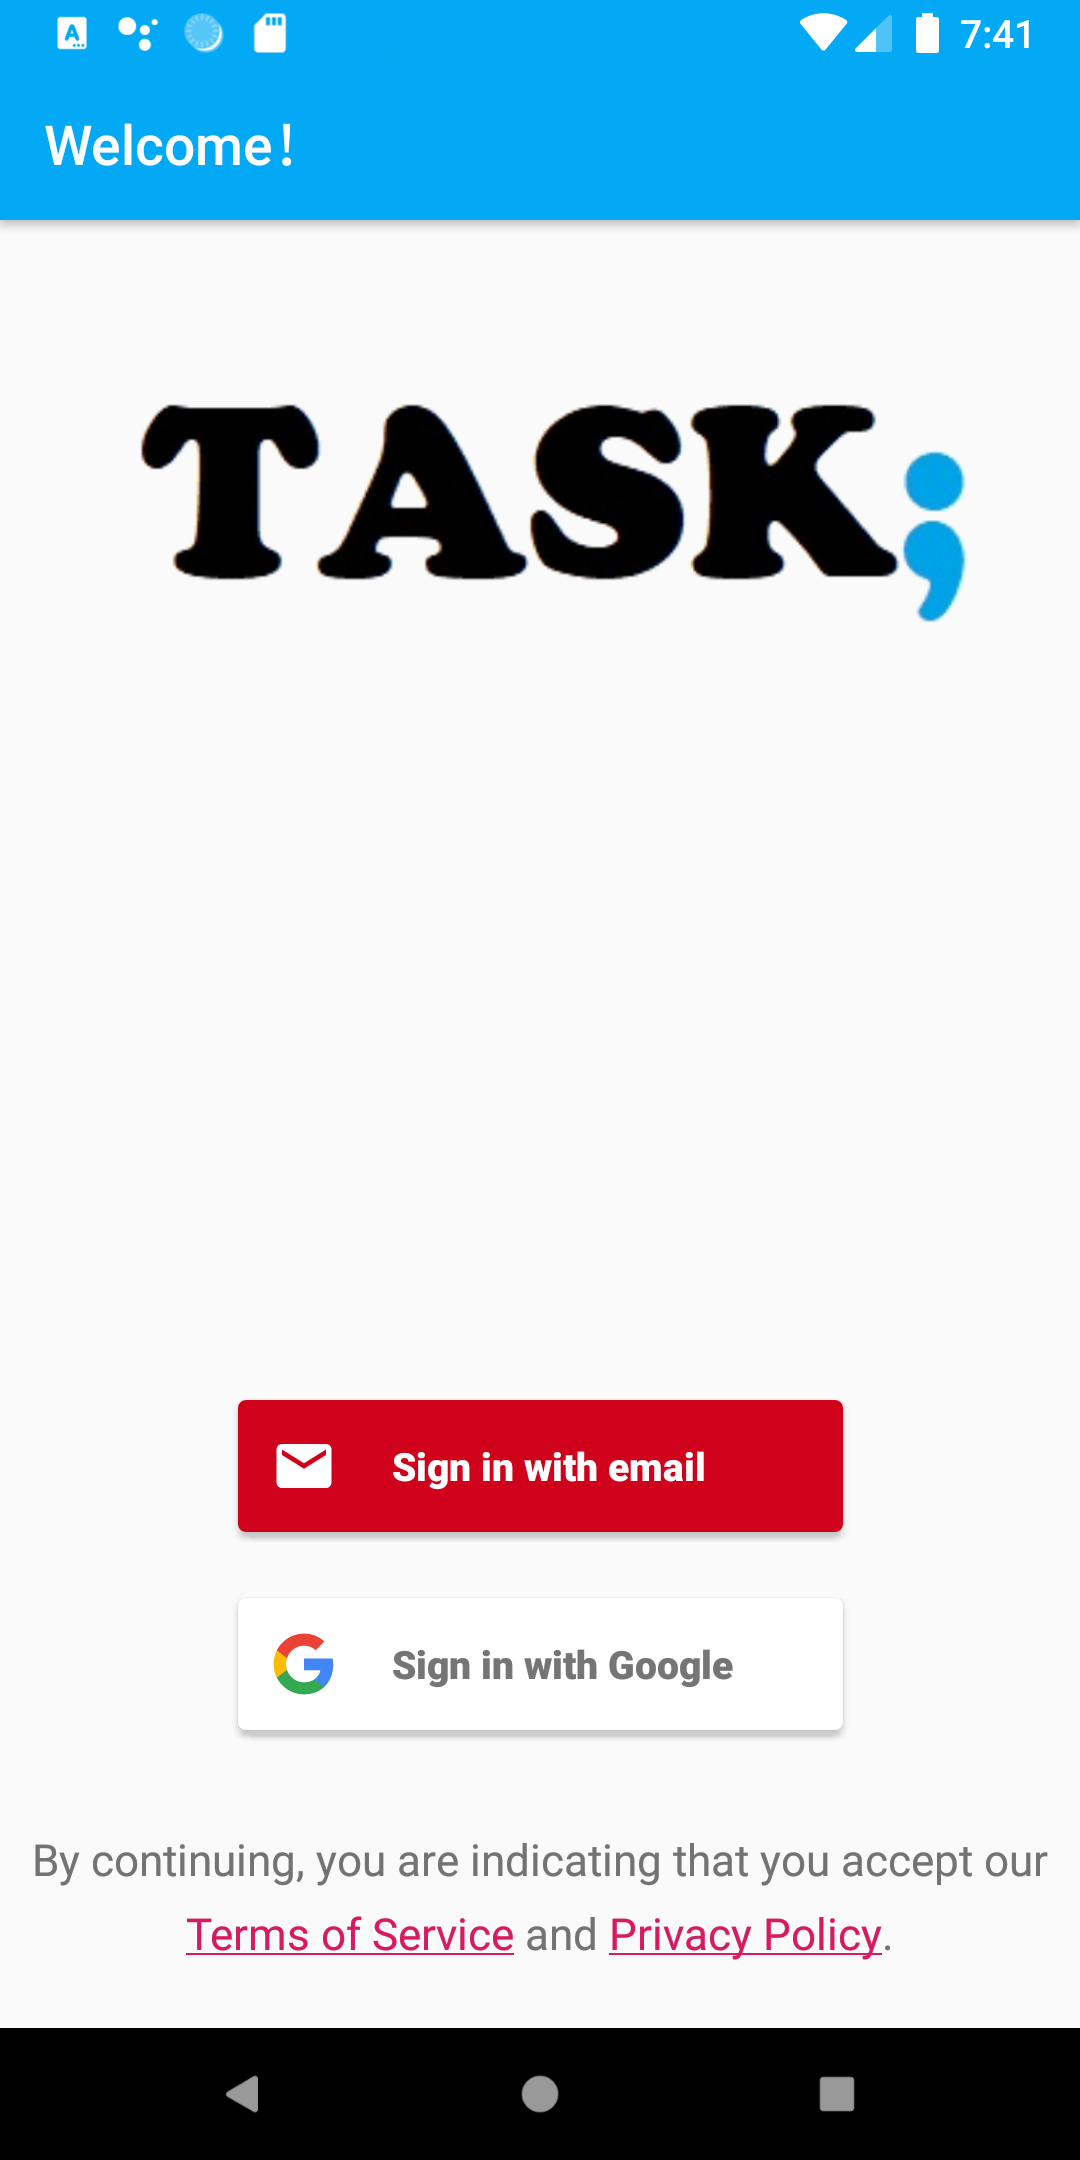 7:41
Welcome!
TASK;
Sign in with email
Sign in with Google
By continuing, you are indicating that you accept our
Terms of Service and Privacy Policy.